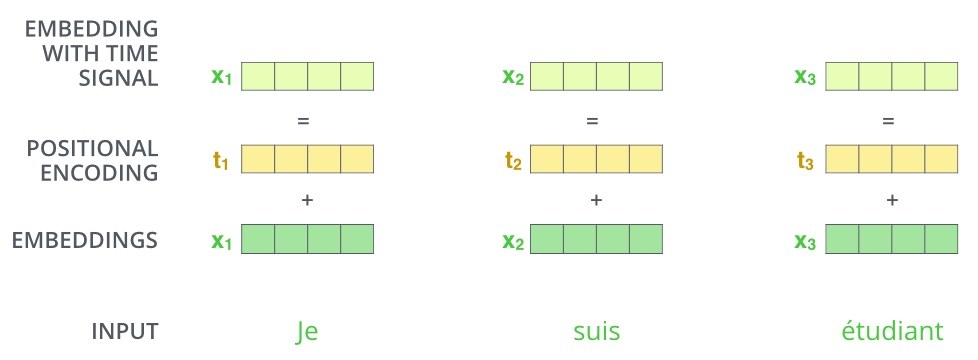 EMBEDDING
WITH TIME
SIGNAL
x1 x2 x3
= = =
POSITIONAL
ENCODING
t1 t2 t3
+ + +
EMBEDDINGS x1 x2 x3
INPUT Je suis étudiant